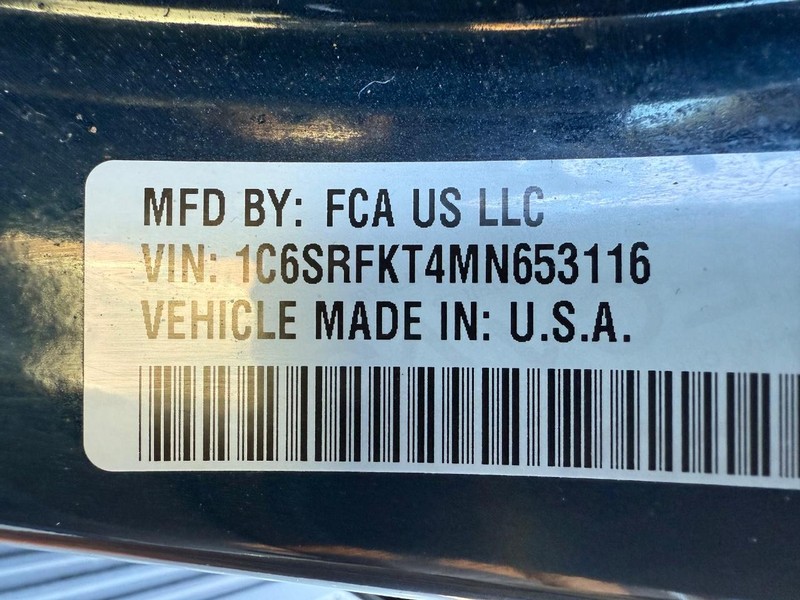 MFD BY: FCA US LLC
VIN: 1C6SRFKT4MN653116
VEHICLE MADE IN: U.S.A.